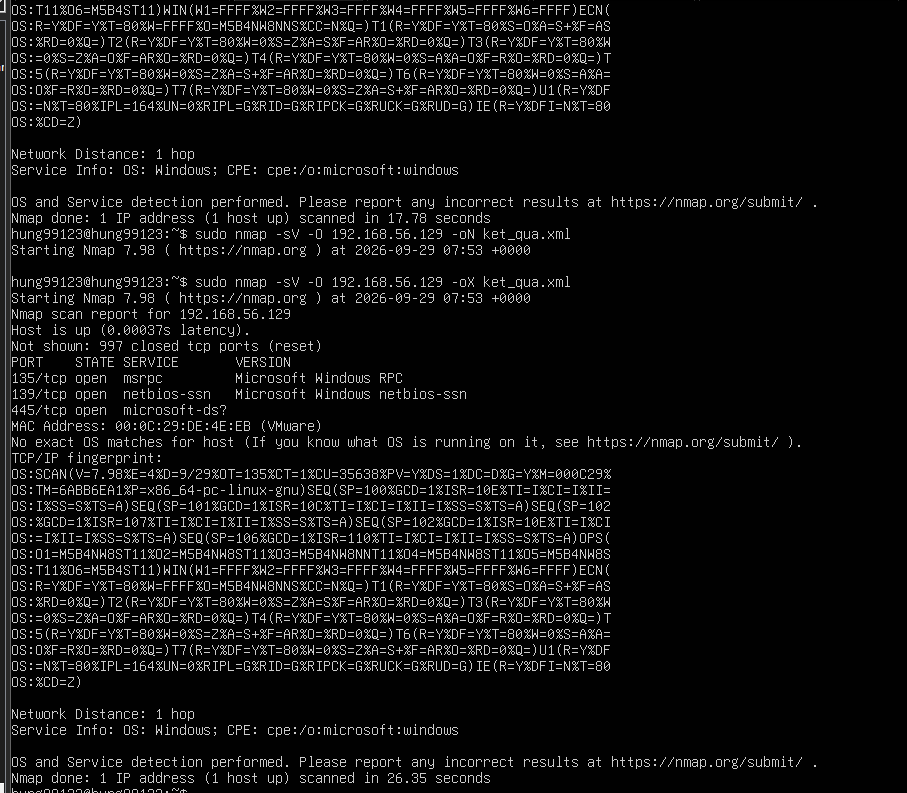 OS:T11%O6=M5B4ST11)WIN(W1=FFFF%W2=FFFF%W3=FFFF%W4=FFFF%W5=FFFF%W6=FFFF)ECN(
OS:R=Y%DF=Y%T=80%W=FFFF%O=M5B4NW8NNS%CC=N%Q=)T1(R=Y%DF=Y%T=80%S=O%A=S+%F=AS
OS:%RD=0%Q=)T2(R=Y%DF=Y%T=80%W=0%S=Z%A=S%F=AR%O=%RD=0%Q=)T3(R=Y%DF=Y%T=80%W
OS:=0%S=Z%A=O%F=AR%O=%RD=0%Q=)T4(R=Y%DF=Y%T=80%W=0%S=A%A=O%F=R%O=%RD=0%Q=)T
OS:5(R=Y%DF=Y%T=80%W=0%S=Z%A=S+%F=AR%O=%RD=0%Q=)T6(R=Y%DF=Y%T=80%W=0%S=A%A=
OS:O%F=R%O=%RD=0%Q=)T7(R=Y%DF=Y%T=80%W=0%S=Z%A=S+%F=AR%O=%RD=0%Q=)U1(R=Y%DF
OS:=N%T=80%IPL=164%UN=0%RIPL=G%RID=G%RIPCK=G%RUCK=G%RUD=G)IE(R=Y%DFI=N%T=80
OS:%CD=Z)
Network Distance: 1 hop
Service Info: OS: Windows; CPE: cpe:/o:microsoft:windows
OS and Service detection performed. Please report any incorrect results at https://nmap.org/submit/ .
Nmap done: 1 IP address (1 host up) scanned in 17.78 seconds
hung99123@hung99123:~$ sudo nmap -sV -O 192.168.56.129 -oN ket_qua.xml
Starting Nmap 7.98 ( https://nmap.org ) at 2026-09-29 07:53 +0000
hung99123@hung99123:~$ sudo nmap -sV -O 192.168.56.129 -oX ket_qua.xml
Starting Nmap 7.98 ( https://nmap.org ) at 2026-09-29 07:53 +0000
Nmap scan report for 192.168.56.129
Host is up (0.00037s latency).
Not shown: 997 closed tcp ports (reset)
PORT    STATE SERVICE       VERSION
135/tcp open  msrpc         Microsoft Windows RPC
139/tcp open  netbios-ssn   Microsoft Windows netbios-ssn
445/tcp open  microsoft-ds?
MAC Address: 00:0C:29:DE:4E:EB (VMware)
No exact OS matches for host (If you know what OS is running on it, see https://nmap.org/submit/ ).
TCP/IP fingerprint:
OS:SCAN(V=7.98%E=4%D=9/29%OT=135%CT=1%CU=35638%PV=Y%DS=1%DC=D%G=Y%M=000C29%
OS:TM=6ABB6EA1%P=x86_64-pc-linux-gnu)SEQ(SP=100%GCD=1%ISR=10E%TI=I%CI=I%II=
OS:I%SS=S%TS=A)SEQ(SP=101%GCD=1%ISR=10C%TI=I%CI=I%II=I%SS=S%TS=A)SEQ(SP=102
OS:%GCD=1%ISR=107%TI=I%CI=I%II=I%SS=S%TS=A)SEQ(SP=102%GCD=1%ISR=10E%TI=I%CI
OS:=I%II=I%SS=S%TS=A)SEQ(SP=106%GCD=1%ISR=110%TI=I%CI=I%II=I%SS=S%TS=A)OPS(
OS:O1=M5B4NW8ST11%O2=M5B4NW8ST11%O3=M5B4NW8NNT11%O4=M5B4NW8ST11%O5=M5B4NW8S
OS:T11%O6=M5B4ST11)WIN(W1=FFFF%W2=FFFF%W3=FFFF%W4=FFFF%W5=FFFF%W6=FFFF)ECN(
OS:R=Y%DF=Y%T=80%W=FFFF%O=M5B4NW8NNS%CC=N%Q=)T1(R=Y%DF=Y%T=80%S=O%A=S+%F=AS
OS:%RD=0%Q=)T2(R=Y%DF=Y%T=80%W=0%S=Z%A=S%F=AR%O=%RD=0%Q=)T3(R=Y%DF=Y%T=80%W
OS:=0%S=Z%A=O%F=AR%O=%RD=0%Q=)T4(R=Y%DF=Y%T=80%W=0%S=A%A=O%F=R%O=%RD=0%Q=)T
OS:5(R=Y%DF=Y%T=80%W=0%S=Z%A=S+%F=AR%O=%RD=0%Q=)T6(R=Y%DF=Y%T=80%W=0%S=A%A=
OS:O%F=R%O=%RD=0%Q=)T7(R=Y%DF=Y%T=80%W=0%S=Z%A=S+%F=AR%O=%RD=0%Q=)U1(R=Y%DF
OS:=N%T=80%IPL=164%UN=0%RIPL=G%RID=G%RIPCK=G%RUCK=G%RUD=G)IE(R=Y%DFI=N%T=80
OS:%CD=Z)
Network Distance: 1 hop
Service Info: OS: Windows; CPE: cpe:/o:microsoft:windows
OS and Service detection performed. Please report any incorrect results at https://nmap.org/submit/ .
Nmap done: 1 IP address (1 host up) scanned in 26.35 seconds
hung99123@hung99123:~$